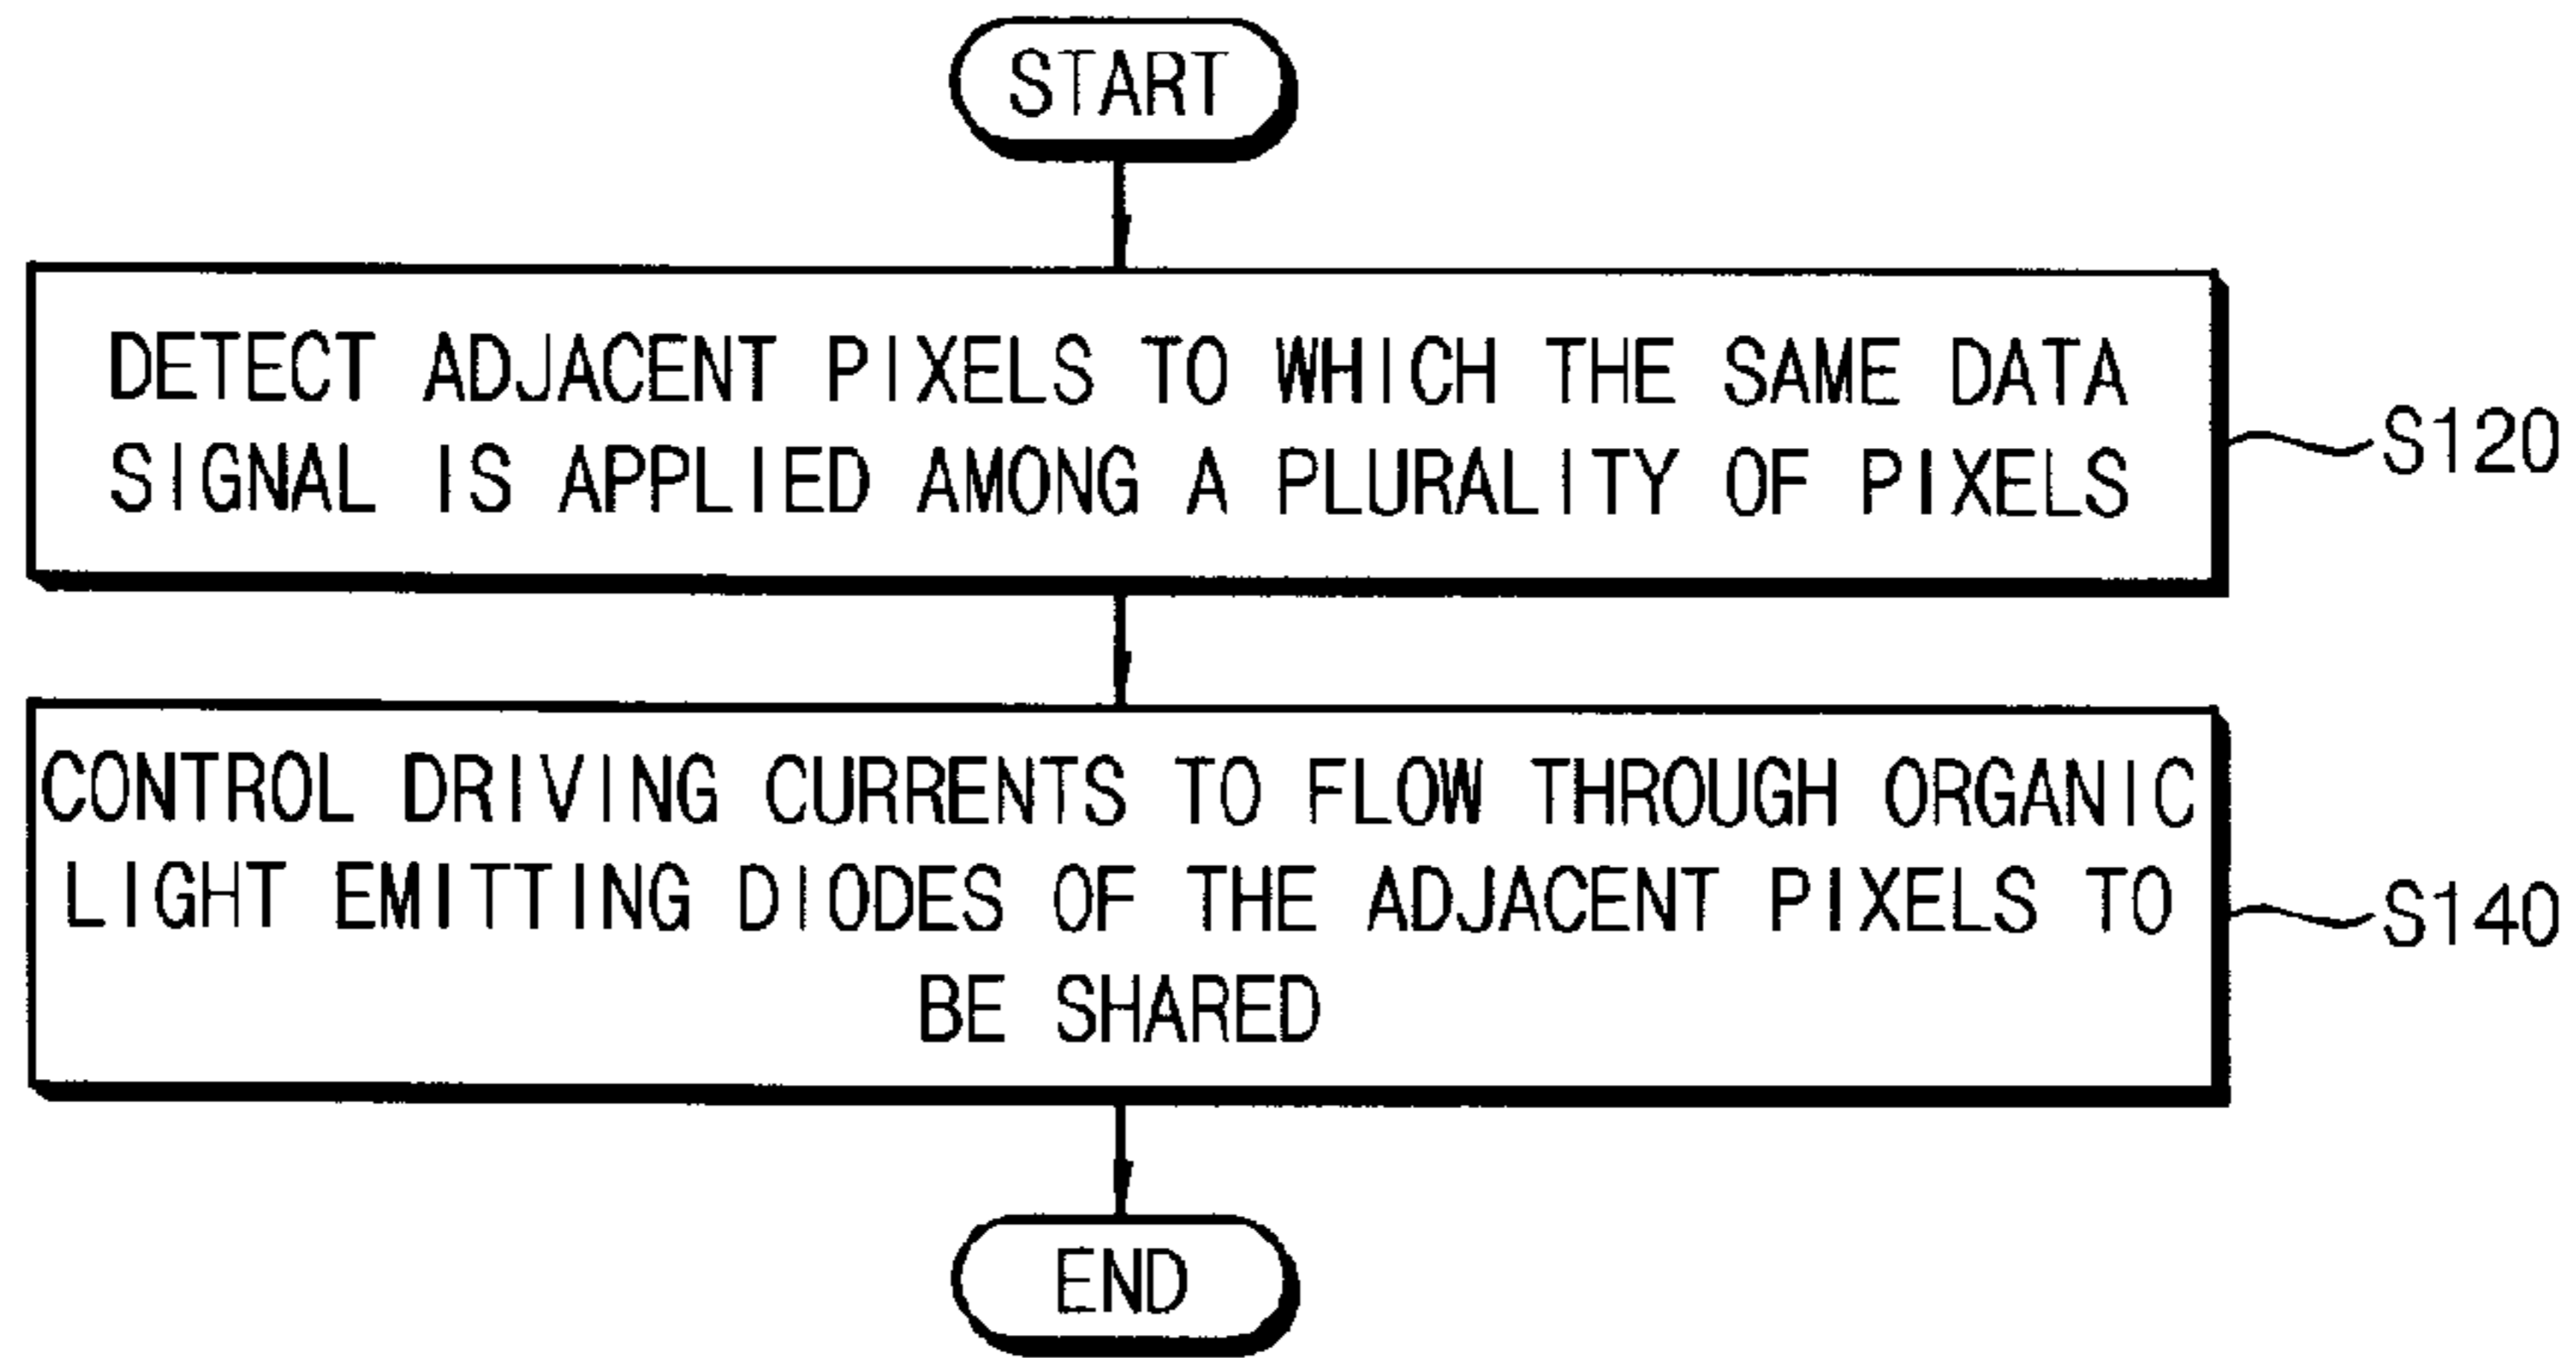 START
DETECT ADJACENT PIXELS TO WHICH THE SAME DATA
SIGNAL IS APPLIED AMONG A PLURALITY OF PIXELS
S120
CONTROL DRIVING CURRENTS TO FLOW THROUGH ORGANIC
LIGHT EMITTING DIODES OF THE ADJACENT PIXELS TO
BE SHARED
S140
END